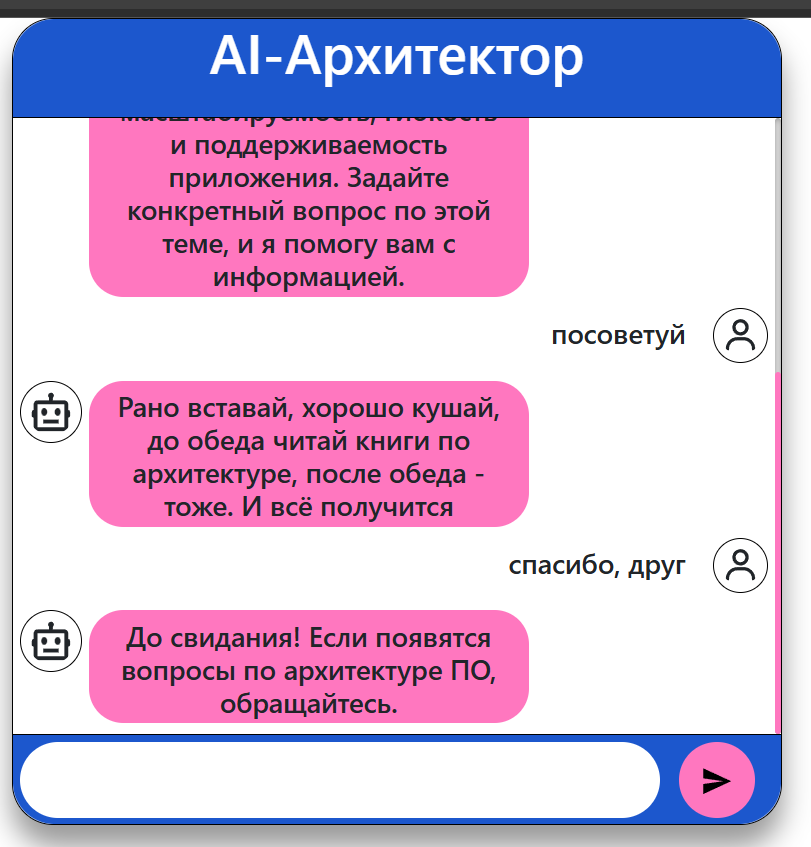 AI-Архитектор
масштабируемость, гибкость
и поддерживаемость
приложения. Задайте
конкретный вопрос по этой
теме, и я помогу вам с
информацией.
посоветуй
Рано вставай, хорошо кушай,
до обеда читай книги по
архитектуре, после обеда -
тоже. И всё получится
спасибо, друг
До свидания! Если появятся
вопросы по архитектуре ПО,
обращайтесь.